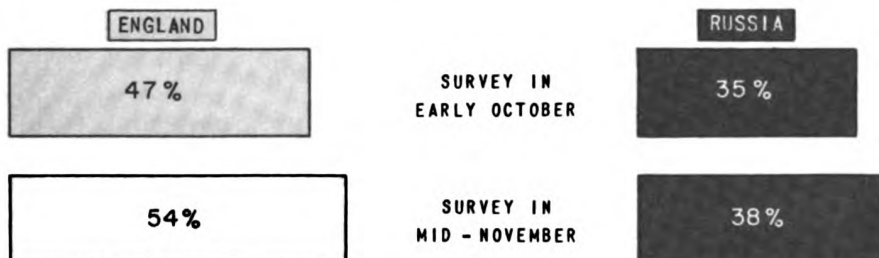 ENGLAND
RUSSIA
47%
SURVEY IN
EARLY OCTOBER
35%
54%
SURVEY IN
MID - NOVEMBER
38%